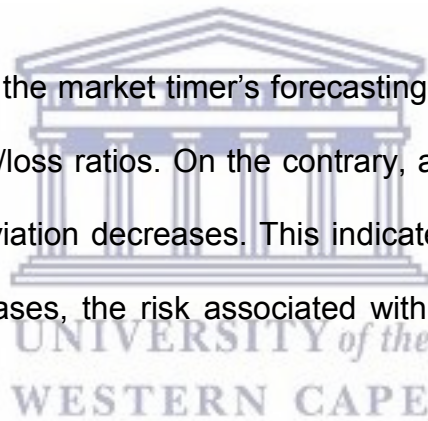 the market timer's forecasting
/loss ratios. On the contrary, a
viation decreases. This indicate
ases, the risk associated with
UNIVERSITY of the
WESTERN CAPE